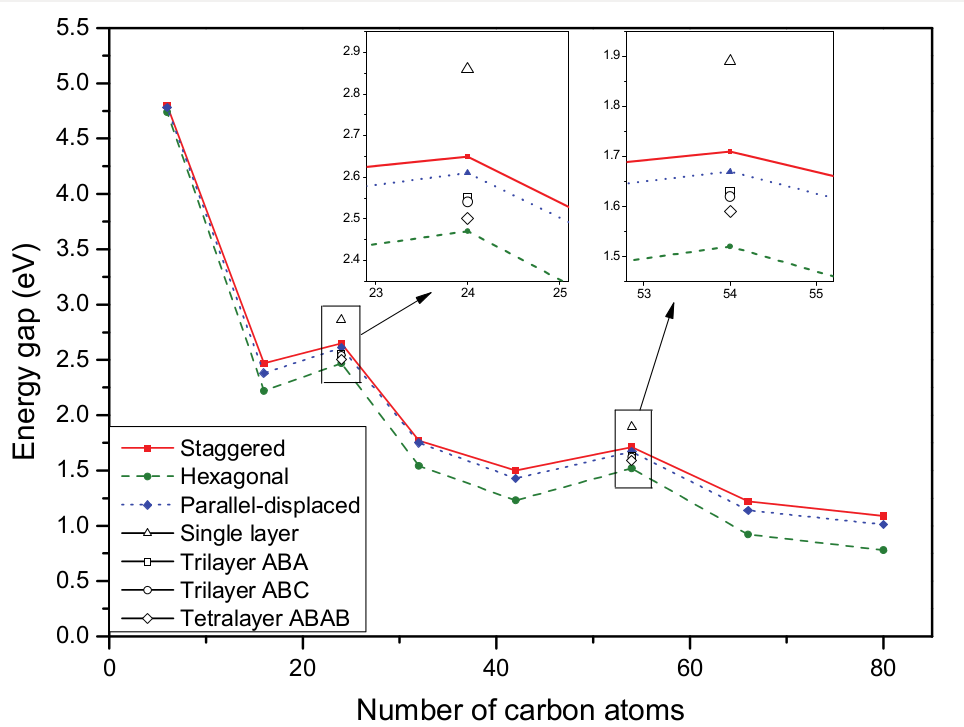 5.5
5.0
4.5
4.0
3.5
3.0
2.5
2.0
1.5
1.0
0.5
0.0
Energy gap (eV)
2.9
2.8
2.7
2.6
2.5
2.4
23 24 25
1.9
1.8
1.7
1.6
1.5
53 54 55
Staggered
Hexagonal
Parallel-displaced
Single layer
Trilayer ABA
Trilayer ABC
Tetralayer ABAB
0 20 40 60 80
Number of carbon atoms